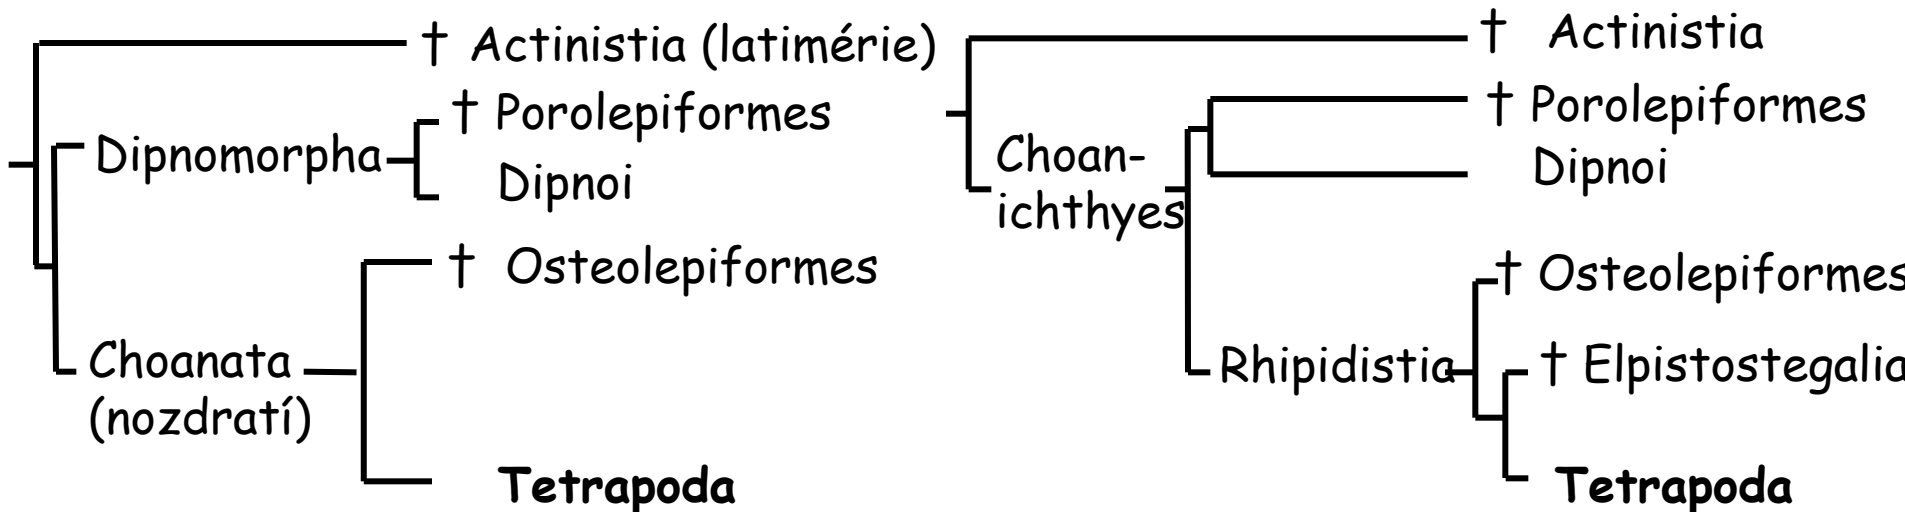 † Actinistia (latimérie)
† Porolepiformes
Dipnomorpha
Dipnoi
† Osteolepiformes
Choanata
(nozdratí)
Tetrapoda
† Actinistia
† Porolepiformes
Choan-
ichthyes
Dipnoi
† Osteolepiformes
Rhipidistia
† Elpistostegalia
Tetrapoda